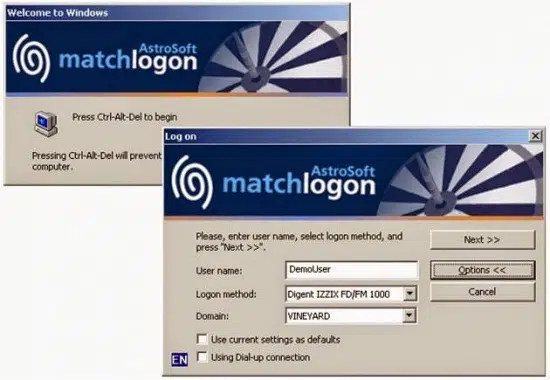 Welcome to Windows
AstroSoft
matchlogon
Press Ctrl-Alt-Del to begin
Pressing Ctrl-Alt-Del will prevent
computer.
Log on
AstroSoft
matchlogon
Please, enter user name, select logon method, and
press "Next >>".
Next >>
User name: DemoUser
Options <<
Logon method: Digent IZZIX FD/FM 1000
Cancel
Domain: VINEYARD
Use current settings as defaults
Using Dial-up connection
EN